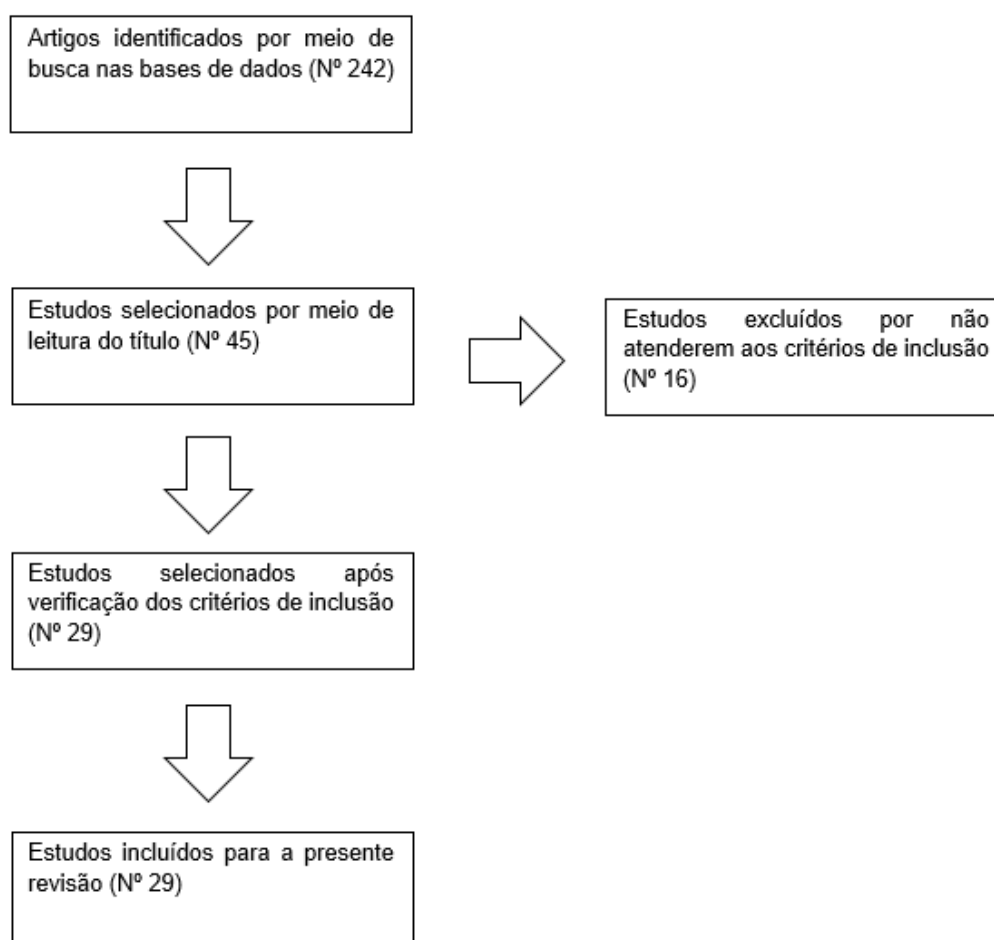 Artigos identificados por meio de
busca nas bases de dados (Nº 242)
Estudos selecionados por meio de
leitura do título (Nº 45)
Estudos excluídos por não
atenderem aos critérios de inclusão
(Nº 16)
Estudos selecionados após
verificação dos critérios de inclusão
(Nº 29)
Estudos incluídos para a presente
revisão (Nº 29)